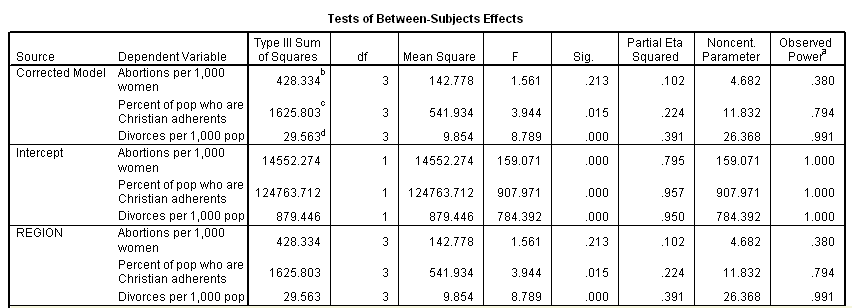 Tests of Between-Subjects Effects
Source Dependent Variable Type III Sum of Squares df Mean Square F Sig. Partial Eta Squared Noncent. Parameter Observed Power a
Corrected Model Abortions per 1,000 women 428.334 b 3 142.778 1.561 .213 .102 4.682 .380
Percent of pop who are Christian adherents 1625.803 c 3 541.934 3.944 .015 .224 11.832 .794
Divorces per 1,000 pop 29.563 d 3 9.854 8.789 .000 .391 26.368 .991
Intercept Abortions per 1,000 women 14552.274 1 14552.274 159.071 .000 .795 159.071 1.000
Percent of pop who are Christian adherents 124763.712 1 124763.712 907.971 .000 .957 907.971 1.000
Divorces per 1,000 pop 879.446 1 879.446 784.392 .000 .950 784.392 1.000
REGION Abortions per 1,000 women 428.334 3 142.778 1.561 .213 .102 4.682 .380
Percent of pop who are Christian adherents 1625.803 3 541.934 3.944 .015 .224 11.832 .794
Divorces per 1,000 pop 29.563 3 9.854 8.789 .000 .391 26.368 .991